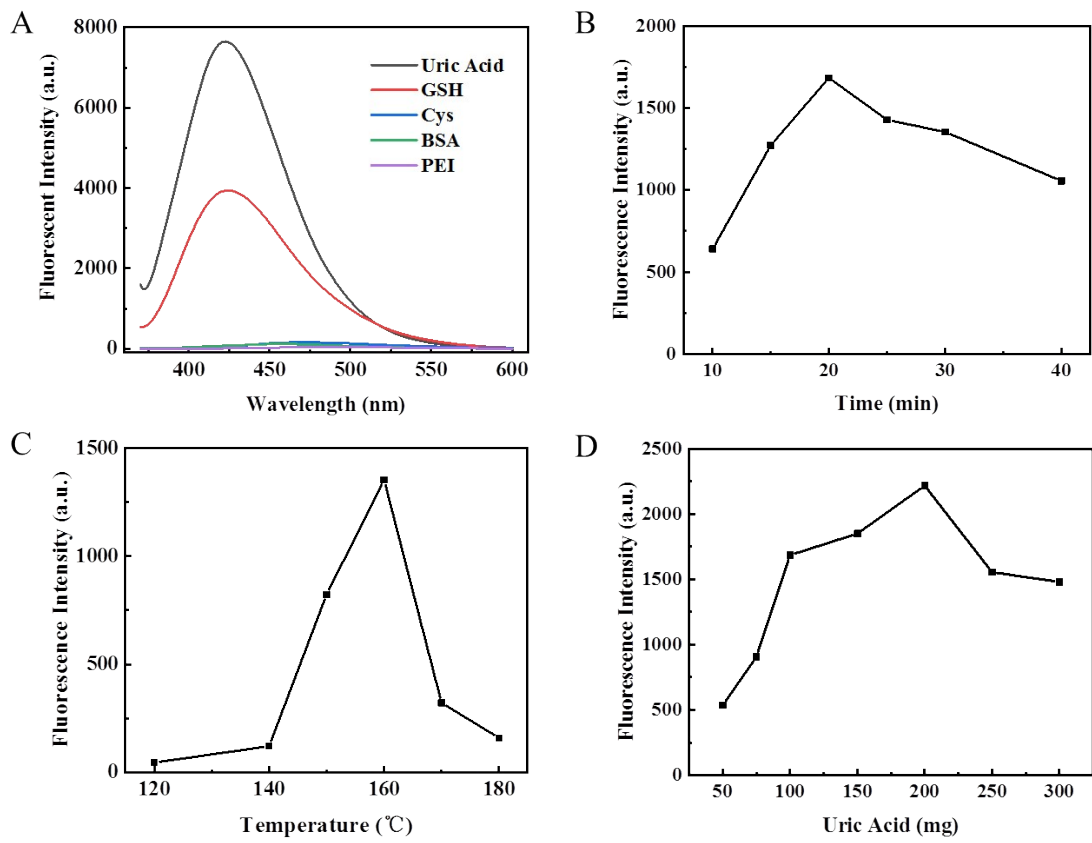 A
Fluorescent Intensity (a.u.)
8000
6000
4000
2000
0
Uric Acid
GSH
Cys
BSA
PEI
400 450 500 550 600
Wavelength (nm)
B
Fluorescence Intensity (a.u.)
2000
1500
1000
500
0
10 20 30 40
Time (min)
C
Fluorescence Intensity (a.u.)
1500
1000
500
0
120 140 160 180
Temperature (℃)
D
Fluorescence Intensity (a.u.)
2500
2000
1500
1000
500
0
50 100 150 200 250 300
Uric Acid (mg)